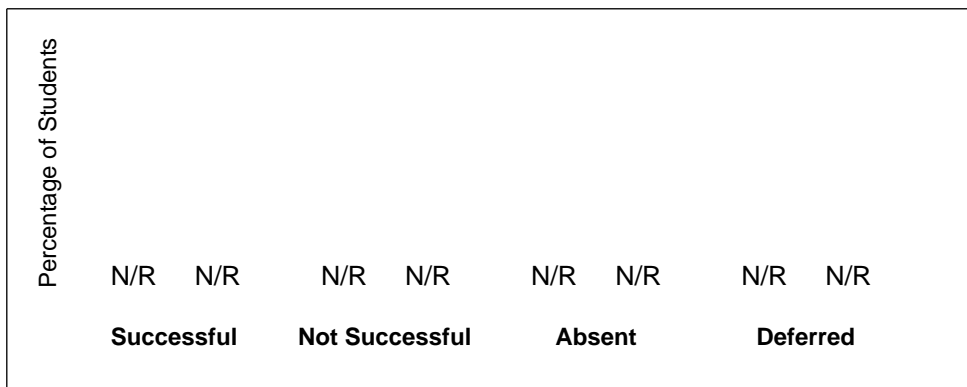 Percentage of Students
N/R N/R N/R N/R N/R N/R N/R N/R
Successful Not Successful Absent Deferred